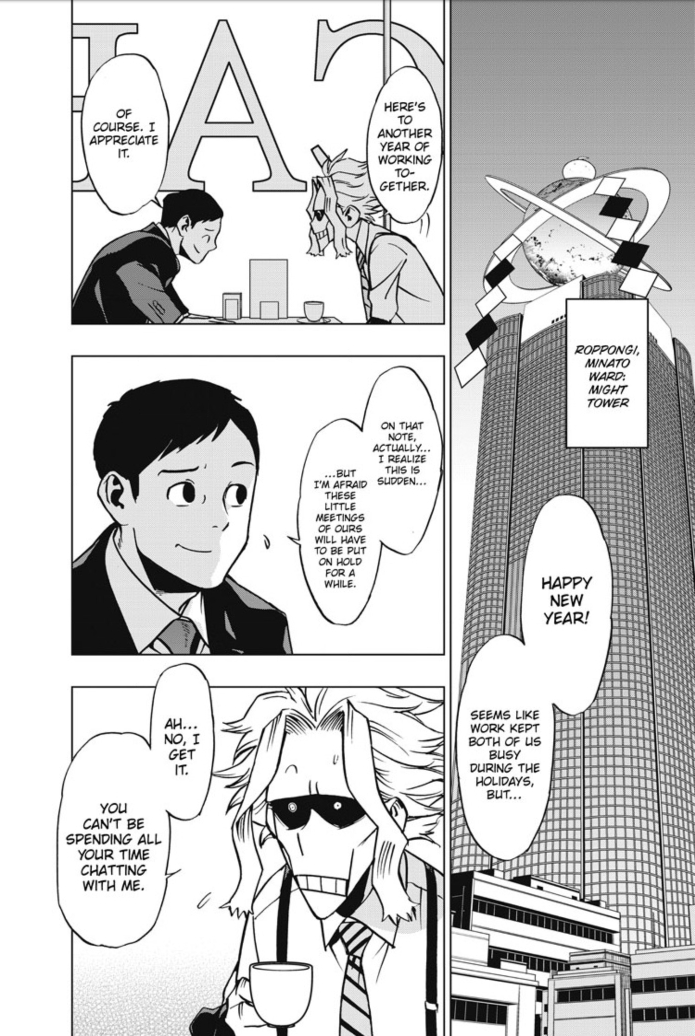 ROPPONGI,
MINATO
WARD:
MIGHT
TOWER
HAPPY
NEW
YEAR!
SEEMS LIKE
WORK KEPT
BOTH OF US
BUSY
DURING THE
HOLIDAYS,
BUT...
CAF
HERE'S
TO
ANOTHER
YEAR OF
WORKING
TO-
GETHER.
OF
COURSE. I
APPRECIATE
IT.
ON THAT
NOTE,
ACTUALLY...
I REALIZE
THIS IS
SUDDEN...
...BUT
I'M AFRAID
THESE
LITTLE
MEETINGS
OF OURS
WILL HAVE
TO BE PUT
ON HOLD
FOR A
WHILE.
AH...
NO, I
GET
IT.
YOU
CAN'T BE
SPENDING ALL
YOUR TIME
CHATTING
WITH ME.